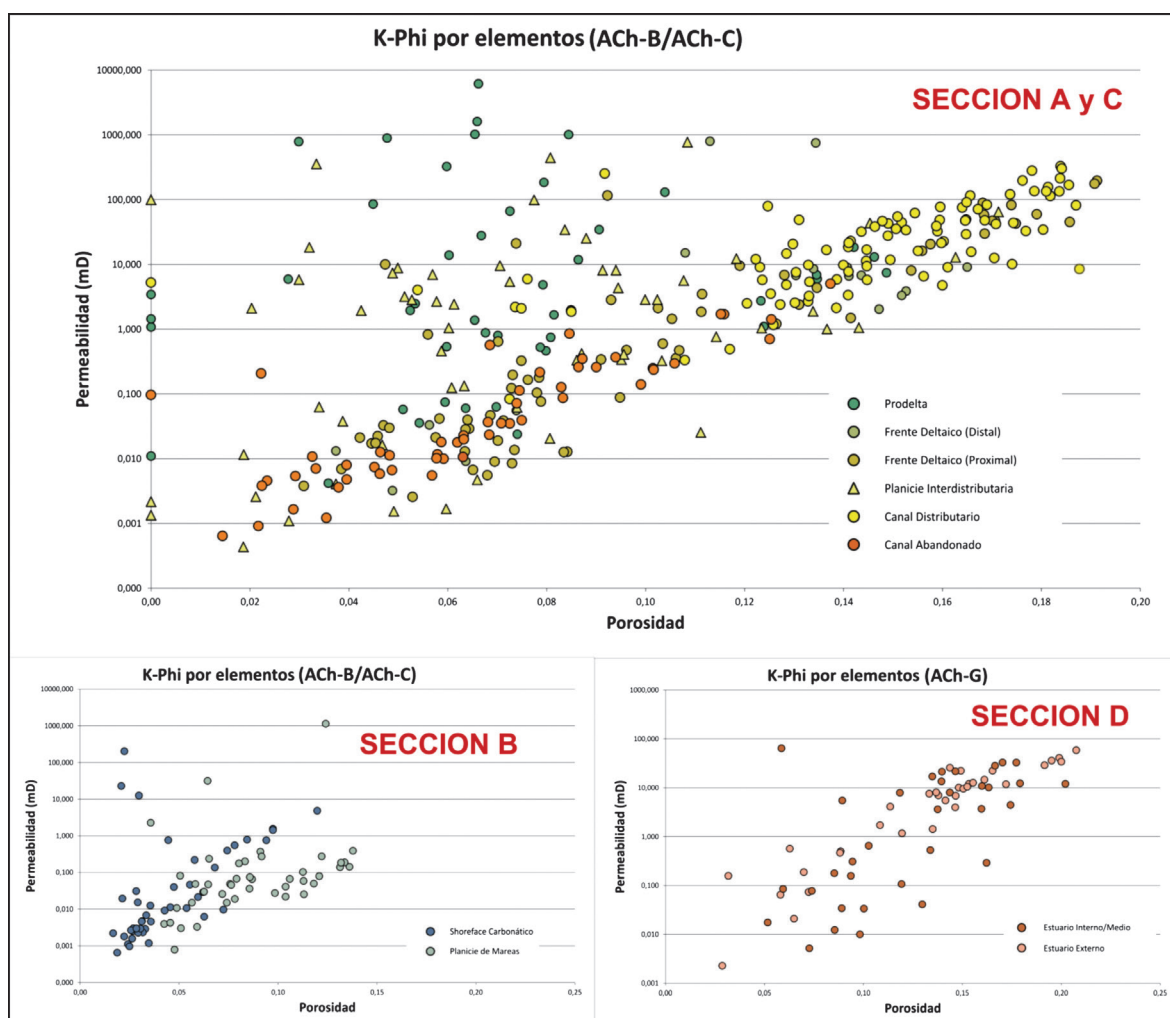 K-Phi por elementos (ACh-B/ACh-C)
SECCION A y C
Permeabilidad (mD)
10000,000
1000,000
100,000
10,000
1,000
0,100
0,010
0,001
0,000
0,00 0,02 0,04 0,06 0,08 0,10 0,12 0,14 0,16 0,18 0,20
Porosidad
Prodelta
Frente Deltaico (Distal)
Frente Deltaico (Proximal)
Planicie Interdistributaria
Canal Distributario
Canal Abandonado
K-Phi por elementos (ACh-B/ACh-C)
SECCION B
Permeabilidad (mD)
10000,000
1000,000
100,000
10,000
1,000
0,100
0,010
0,001
0,000
0,00 0,05 0,10 0,15 0,20 0,25
Porosidad
Shoreface Carbonático
Planicie de Mareas
K-Phi por elementos (ACh-G)
SECCION D
Permeabilidad (mD)
1000,000
100,000
10,000
1,000
0,100
0,010
0,001
0,00 0,05 0,10 0,15 0,20 0,25
Porosidad
Estuario Interno/Medio
Estuario Externo